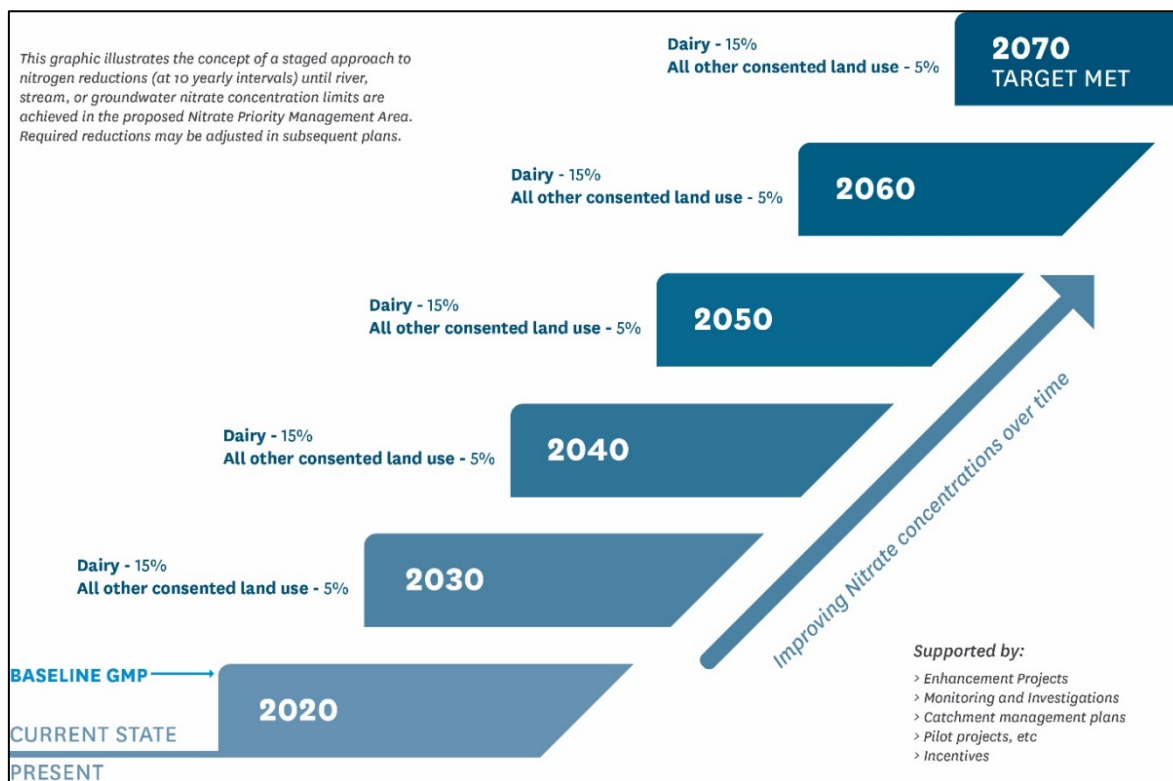 This graphic illustrates the concept of a staged approach to
nitrogen reductions (at 10 yearly intervals) until river,
stream, or groundwater nitrate concentration limits are
achieved in the proposed Nitrate Priority Management Area.
Required reductions may be adjusted in subsequent plans.
Dairy - 15%
All other consented land use - 5%
2070
TARGET MET
Dairy - 15%
All other consented land use - 5%
2060
Dairy - 15%
All other consented land use - 5%
2050
Dairy - 15%
All other consented land use - 5%
2040
Dairy - 15%
All other consented land use - 5%
2030
Improving Nitrate concentrations over time
BASELINE GMP
2020
CURRENT STATE
PRESENT
Supported by:
> Enhancement Projects
> Monitoring and Investigations
> Catchment management plans
> Pilot projects, etc
> Incentives